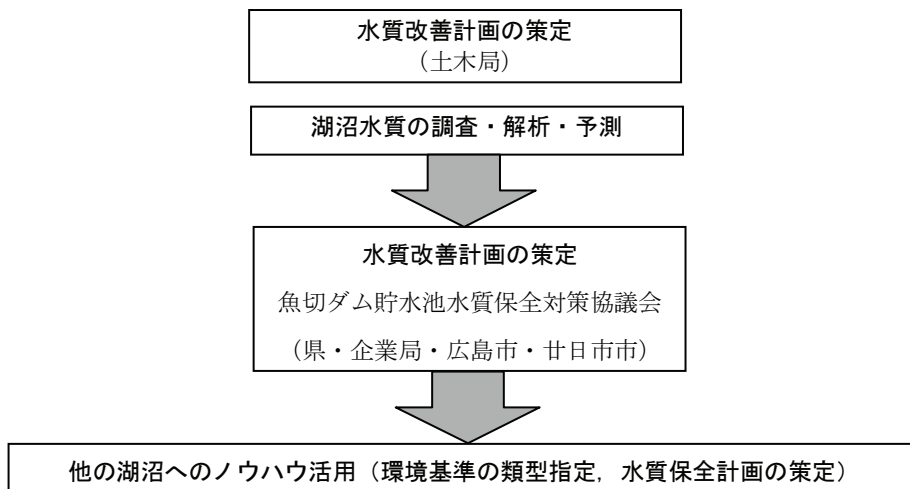 水質改善計画の策定
（土木局）
湖沼水質の調査・解析・予測
水質改善計画の策定
魚切ダム貯水池水質保全対策協議会
（県・企業局・広島市・廿日市市）
他の湖沼へのノウハウ活用（環境基準の類型指定，水質保全計画の策定）